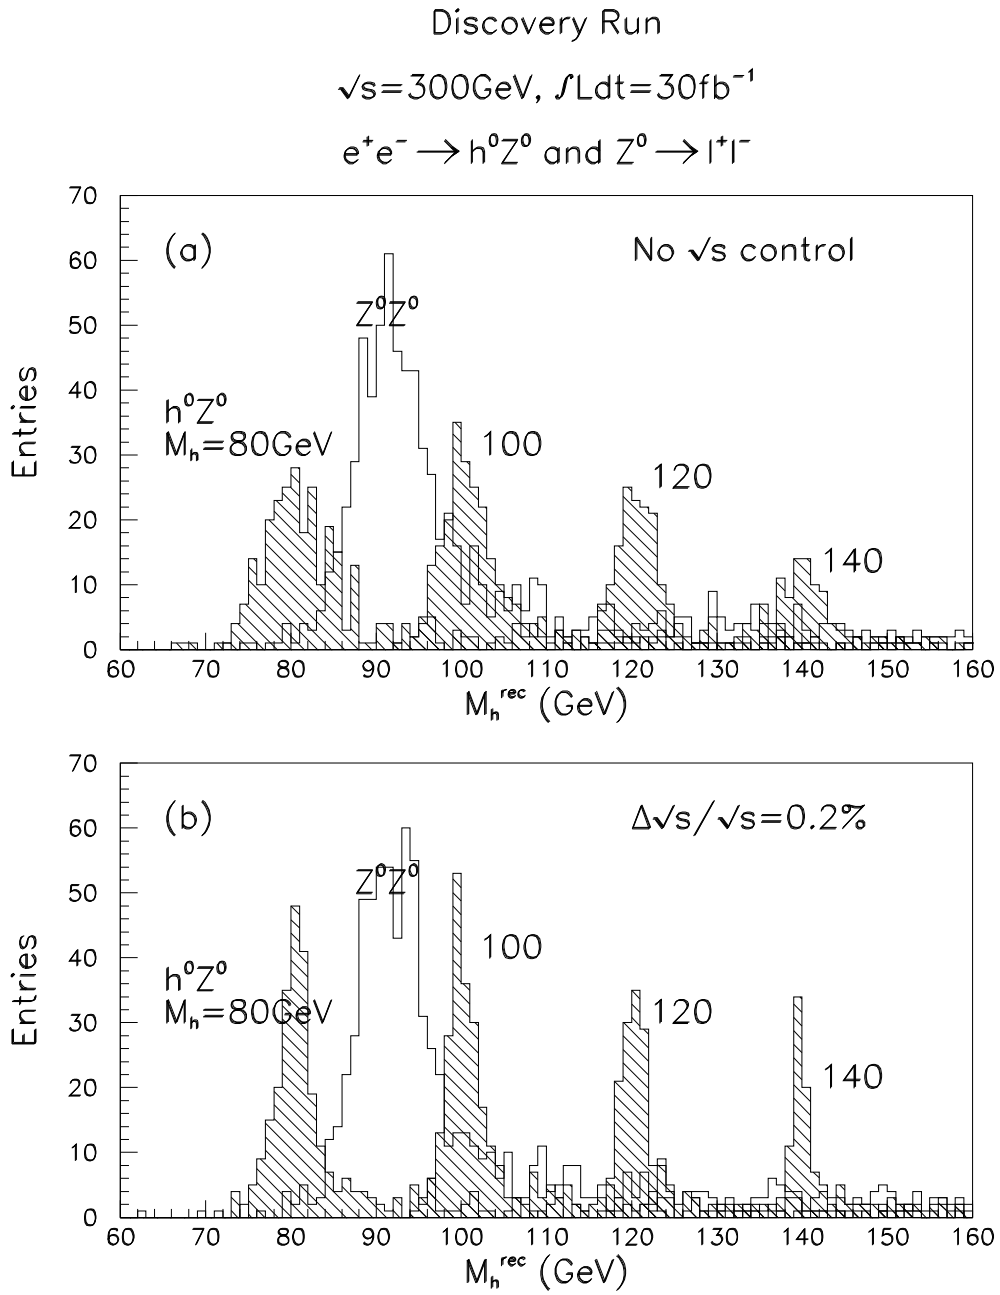 Discovery Run
√s=300GeV, ∫Ldt=30fb⁻¹
e⁺e⁻→h⁰Z⁰ and Z⁰→l⁺l⁻
70
60
50
40
30
20
10
0
Entries
(a)
No √s control
Z⁰Z⁰
h⁰Z⁰
Mₕ=80GeV
100
120
140
60 70 80 90 100 110 120 130 140 150 160
Mₕʳᵉᶜ (GeV)
70
60
50
40
30
20
10
0
Entries
(b)
Δ√s/√s=0.2%
Z⁰Z⁰
100
h⁰Z⁰
Mₕ=80GeV
120
140
60 70 80 90 100 110 120 130 140 150 160
Mₕʳᵉᶜ (GeV)